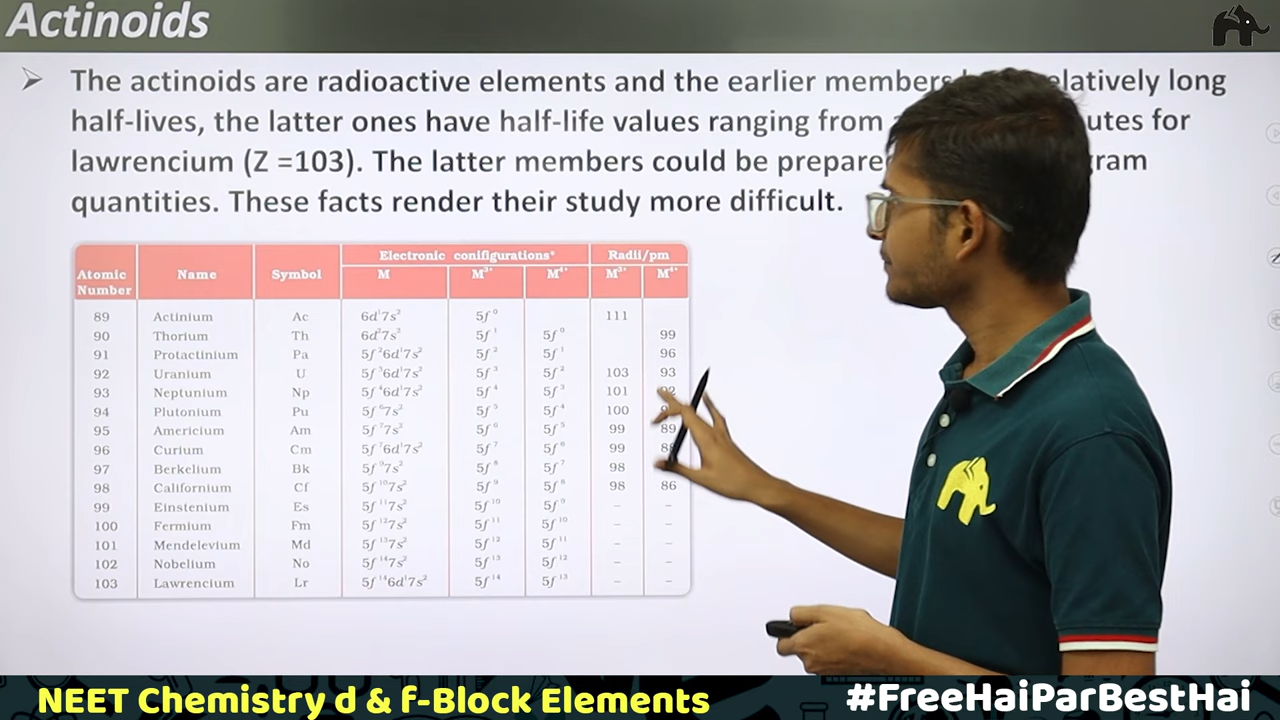 Actinoids
➤ The actinoids are radioactive elements and the earlier members relatively long
half-lives, the latter ones have half-life values ranging from utes for
lawrencium (Z =103). The latter members could be prepare gram
quantities. These facts render their study more difficult.
Electronic conifigurations* Radii/pm
Atomic Number Name Symbol M M³⁺ M⁴⁺ M³⁺ M⁴⁺
89 Actinium Ac 6d¹7s² 5f⁰ 111
90 Thorium Th 6d²7s² 5f¹ 5f⁰ 99
91 Protactinium Pa 5f²6d¹7s² 5f² 5f¹ 96
92 Uranium U 5f³6d¹7s² 5f³ 5f² 103 93
93 Neptunium Np 5f⁴6d¹7s² 5f⁴ 5f³ 101 92
94 Plutonium Pu 5f⁶7s² 5f⁵ 5f⁴ 100
95 Americium Am 5f⁷7s² 5f⁶ 5f⁵ 99 89
96 Curium Cm 5f⁷6d¹7s² 5f⁷ 5f⁶ 99
97 Berkelium Bk 5f⁹7s² 5f⁸ 5f⁷ 98
98 Californium Cf 5f¹⁰7s² 5f⁹ 5f⁸ 98 86
99 Einstenium Es 5f¹¹7s² 5f¹⁰ 5f⁹ – –
100 Fermium Fm 5f¹²7s² 5f¹¹ 5f¹⁰ – –
101 Mendelevium Md 5f¹³7s² 5f¹² 5f¹¹ – –
102 Nobelium No 5f¹⁴7s² 5f¹³ 5f¹² – –
103 Lawrencium Lr 5f¹⁴6d¹7s² 5f¹⁴ 5f¹³ – –
NEET Chemistry d & f-Block Elements
#FreeHaiParBestHai